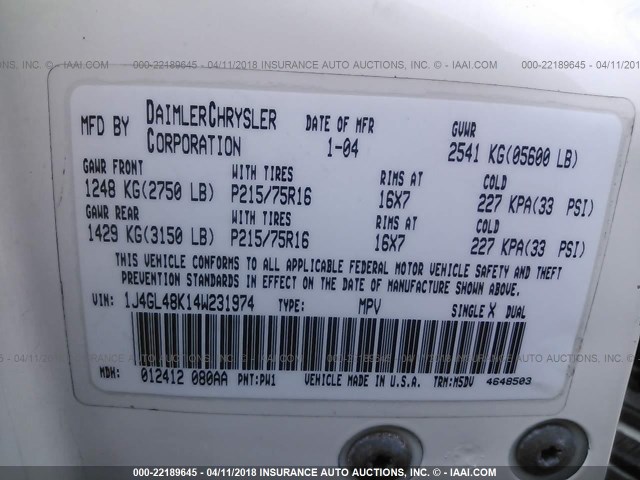 000-22189645 - 04/11/2018 INSURANCE AUTO AUCTIONS, INC. - © - IAAI.COM
MFD BY DAIMLERCHRYSLER CORPORATION DATE OF MFR 1-04 GVWR 2541 KG(05600 LB)
GAWR FRONT WITH TIRES RIMS AT COLD
1248 KG(2750 LB) P215/75R16 16X7 227 KPA(33 PSI)
GAWR REAR WITH TIRES RIMS AT COLD
1429 KG(3150 LB) P215/75R16 16X7 227 KPA(33 PSI)
THIS VEHICLE CONFORMS TO ALL APPLICABLE FEDERAL MOTOR VEHICLE SAFETY AND THEFT
PREVENTION STANDARDS IN EFFECT ON THE DATE OF MANUFACTURE SHOWN ABOVE.
VIN: 1J4GL48K14W231974 TYPE: MPV SINGLE X DUAL
MDH: 012412 080AA PNT:PW1 VEHICLE MADE IN U.S.A. TRM:MSDV 4648503
000-22189645 - 04/11/2018 INSURANCE AUTO AUCTIONS, INC. - © - IAAI.COM